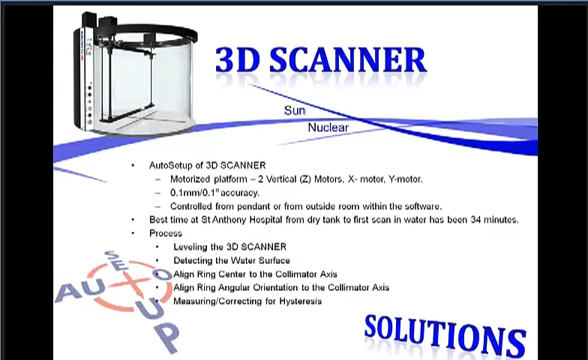 3D SCANNER
Sun
Nuclear
• AutoSetup of 3D SCANNER
– Motorized platform – 2 Vertical (Z) Motors, X- motor, Y-motor.
– 0.1mm/0.1° accuracy.
– Controlled from pendant or from outside room within the software.
• Best time at St Anthony Hospital from dry tank to first scan in water has been 34 minutes.
• Process
• Leveling the 3D SCANNER
• Detecting the Water Surface
• Align Ring Center to the Collimator Axis
• Align Ring Angular Orientation to the Collimator Axis
• Measuring/Correcting for Hysteresis
AUTO
SETUP
SOLUTIONS